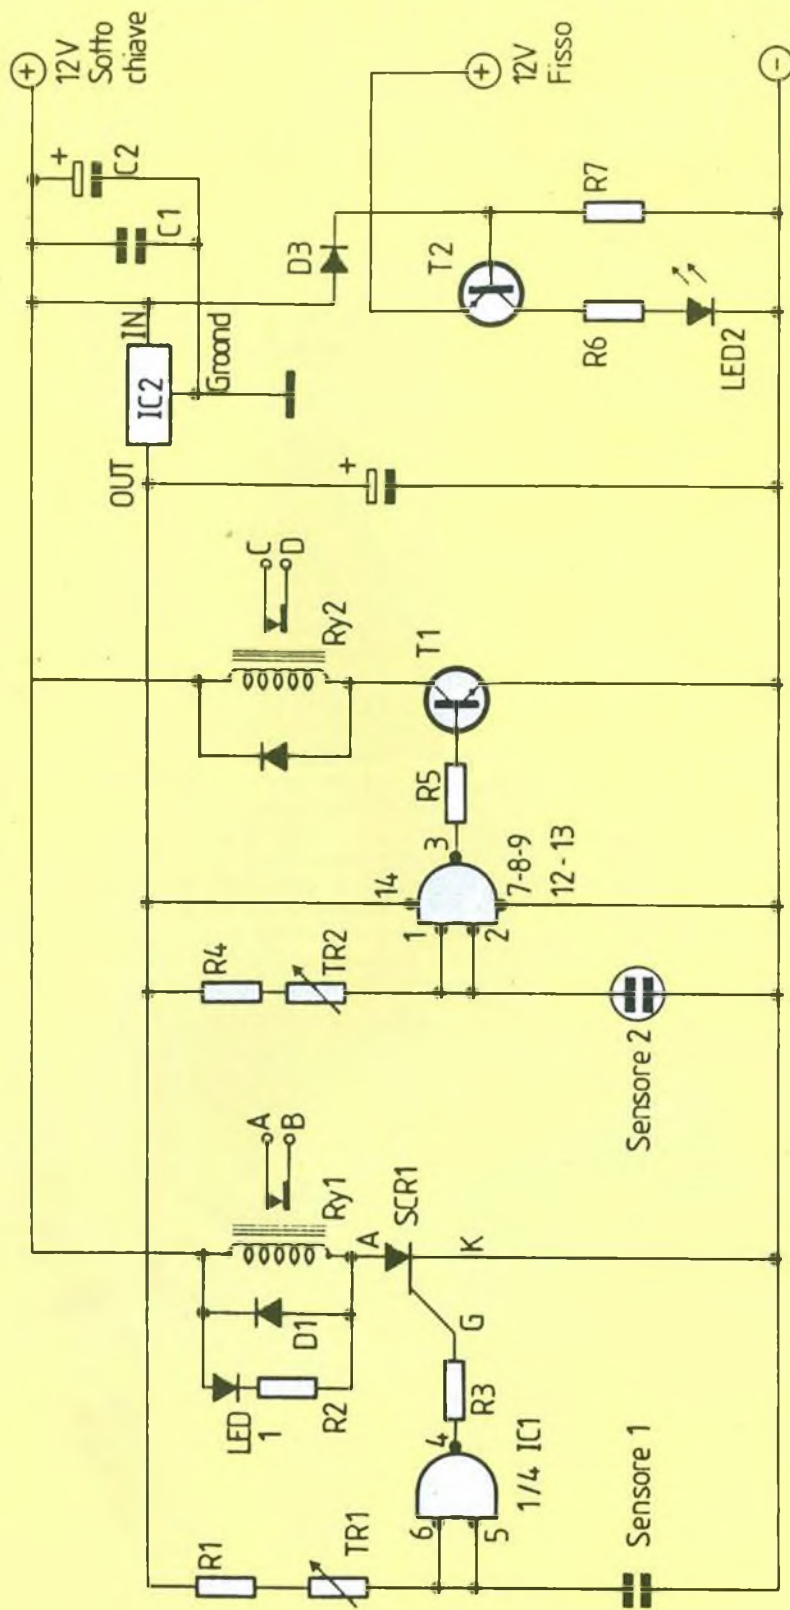 +
12V
Sotto
chiave
+
C2
C1
IN
IC2
Ground
OUT
D3
T2
R7
R6
LED2
+
12V
Fisso
-
+
C
D
Ry2
T1
R5
3
14
1
2
7-8-9
12-13
R4
TR2
Sensore 2
A
B
Ry1
A
SCR1
K
G
D1
LED
1
R2
R3
4
6
5
1/4 IC1
R1
TR1
Sensore 1